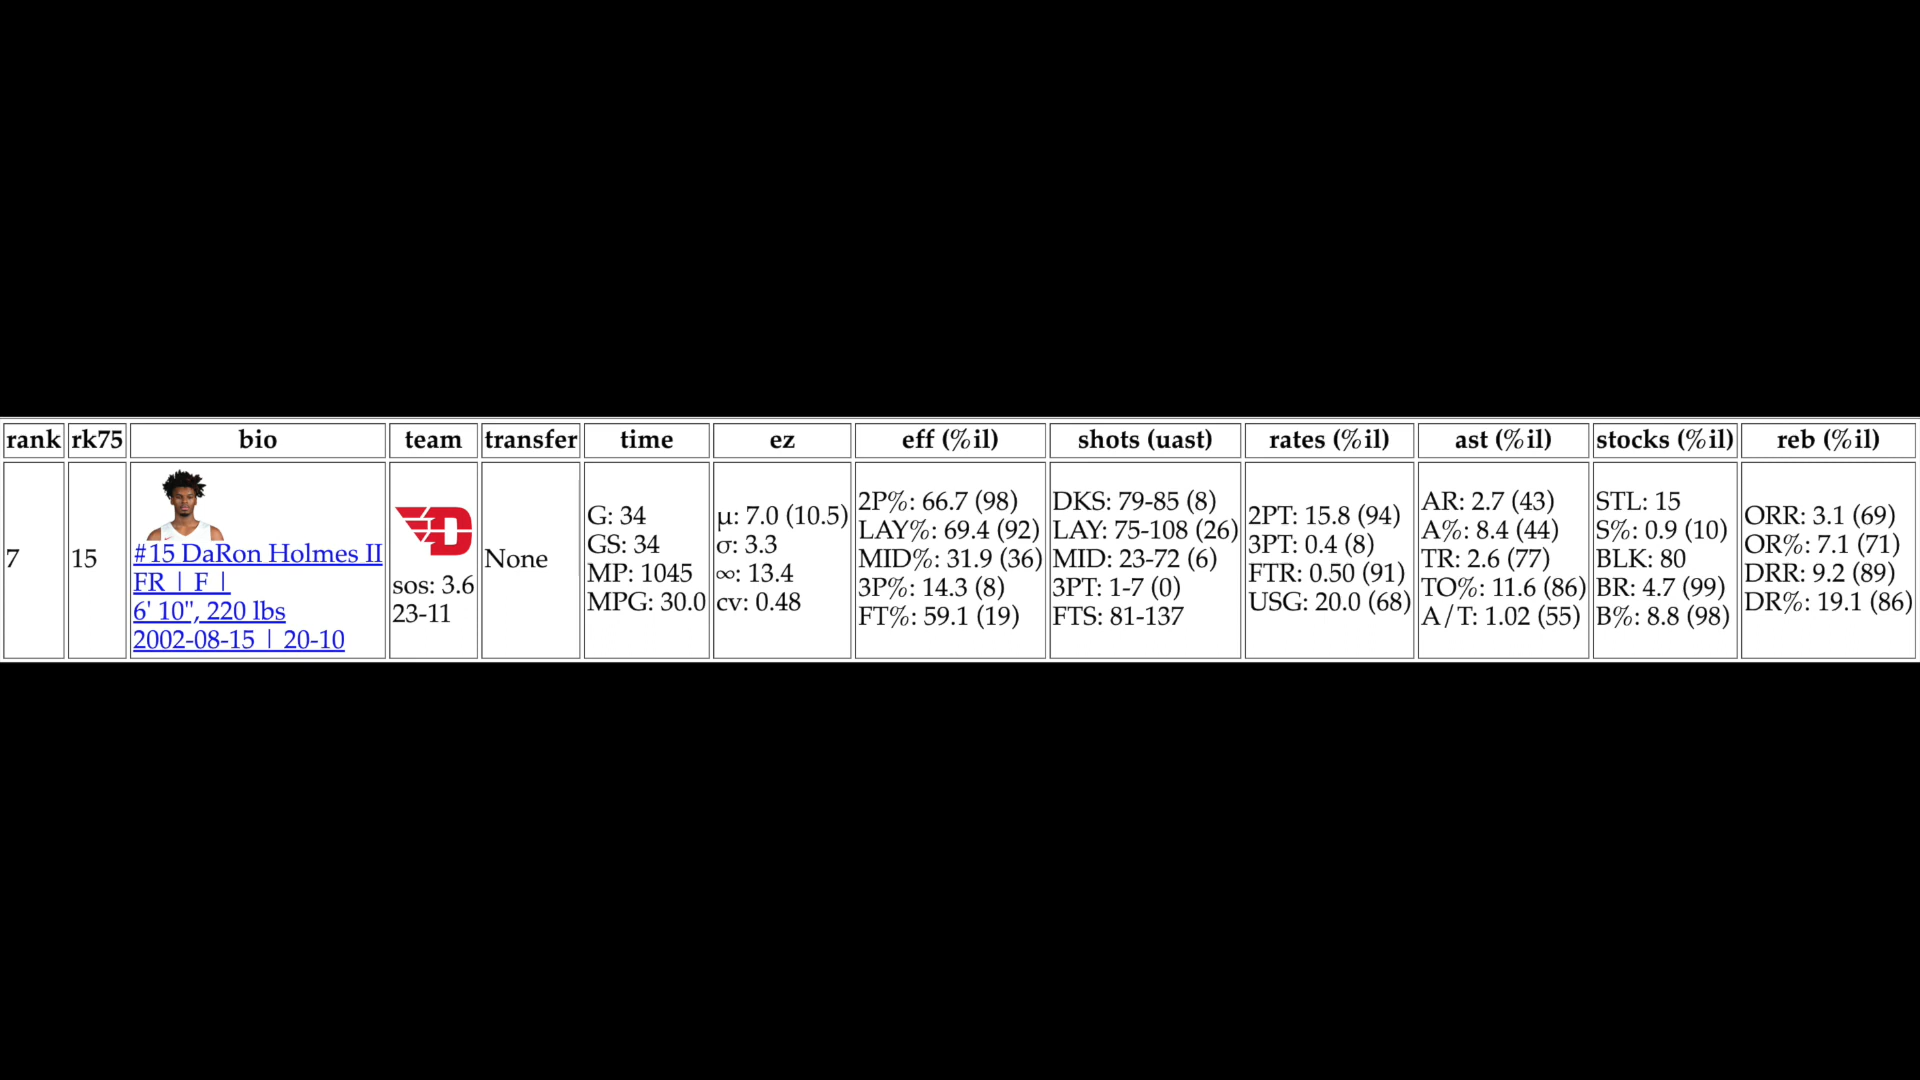 rank rk75 bio team transfer time ez eff (%il) shots (uast) rates (%il) ast (%il) stocks (%il) reb (%il)
7
15
#15 DaRon Holmes II
FR | F |
6' 10", 220 lbs
2002-08-15 | 20-10
D
sos: 3.6
23-11
None
G: 34
GS: 34
MP: 1045
MPG: 30.0
μ: 7.0 (10.5)
σ: 3.3
∞: 13.4
cv: 0.48
2P%: 66.7 (98)
LAY%: 69.4 (92)
MID%: 31.9 (36)
3P%: 14.3 (8)
FT%: 59.1 (19)
DKS: 79-85 (8)
LAY: 75-108 (26)
MID: 23-72 (6)
3PT: 1-7 (0)
FTS: 81-137
2PT: 15.8 (94)
3PT: 0.4 (8)
FTR: 0.50 (91)
USG: 20.0 (68)
AR: 2.7 (43)
A%: 8.4 (44)
TR: 2.6 (77)
TO%: 11.6 (86)
A/T: 1.02 (55)
STL: 15
S%: 0.9 (10)
BLK: 80
BR: 4.7 (99)
B%: 8.8 (98)
ORR: 3.1 (69)
OR%: 7.1 (71)
DRR: 9.2 (89)
DR%: 19.1 (86)